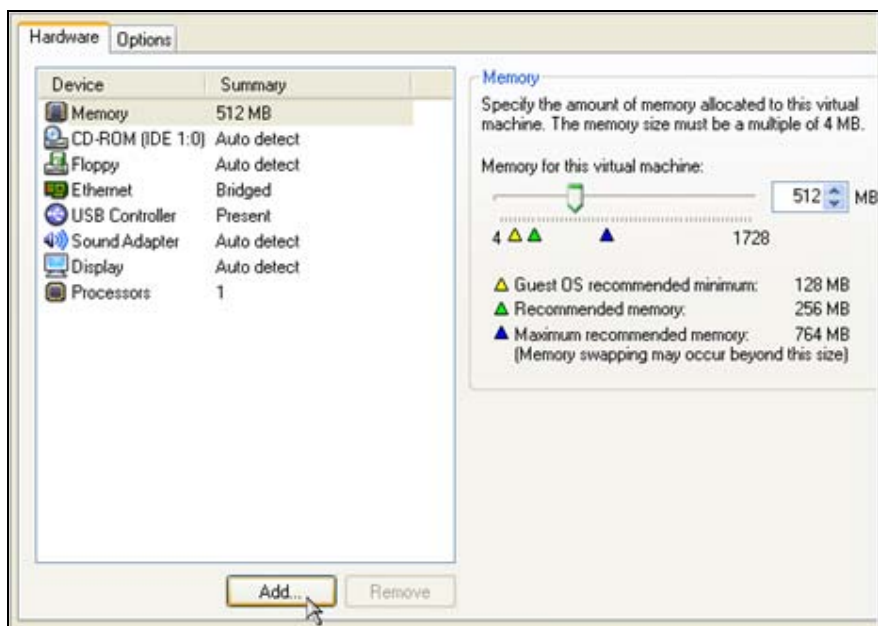 Hardware Options
Device Summary
Memory 512 MB
CD-ROM (IDE 1:0) Auto detect
Floppy Auto detect
Ethernet Bridged
USB Controller Present
Sound Adapter Auto detect
Display Auto detect
Processors 1
Add... Remove
Memory
Specify the amount of memory allocated to this virtual
machine. The memory size must be a multiple of 4 MB.
Memory for this virtual machine:
512 MB
4 1728
Guest OS recommended minimum: 128 MB
Recommended memory: 256 MB
Maximum recommended memory: 764 MB
(Memory swapping may occur beyond this size)